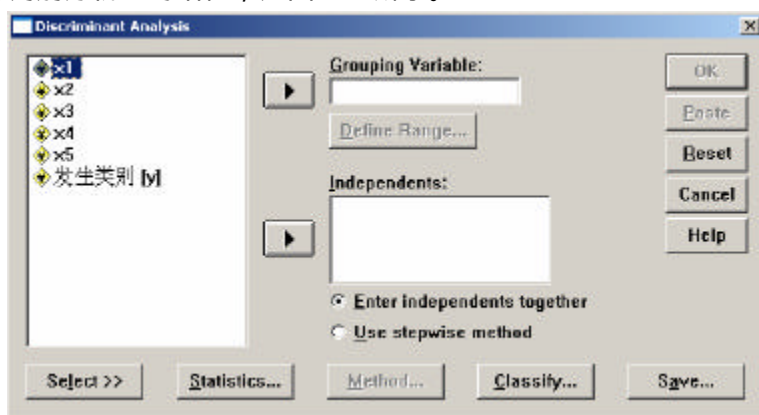 Discriminant Analysis
x1
x2
x3
x4
x5
发生类别 [y]
Grouping Variable:
Define Range...
Independents:
Enter independents together
Use stepwise method
OK
Paste
Reset
Cancel
Help
Select >>
Statistics...
Method...
Classify...
Save...